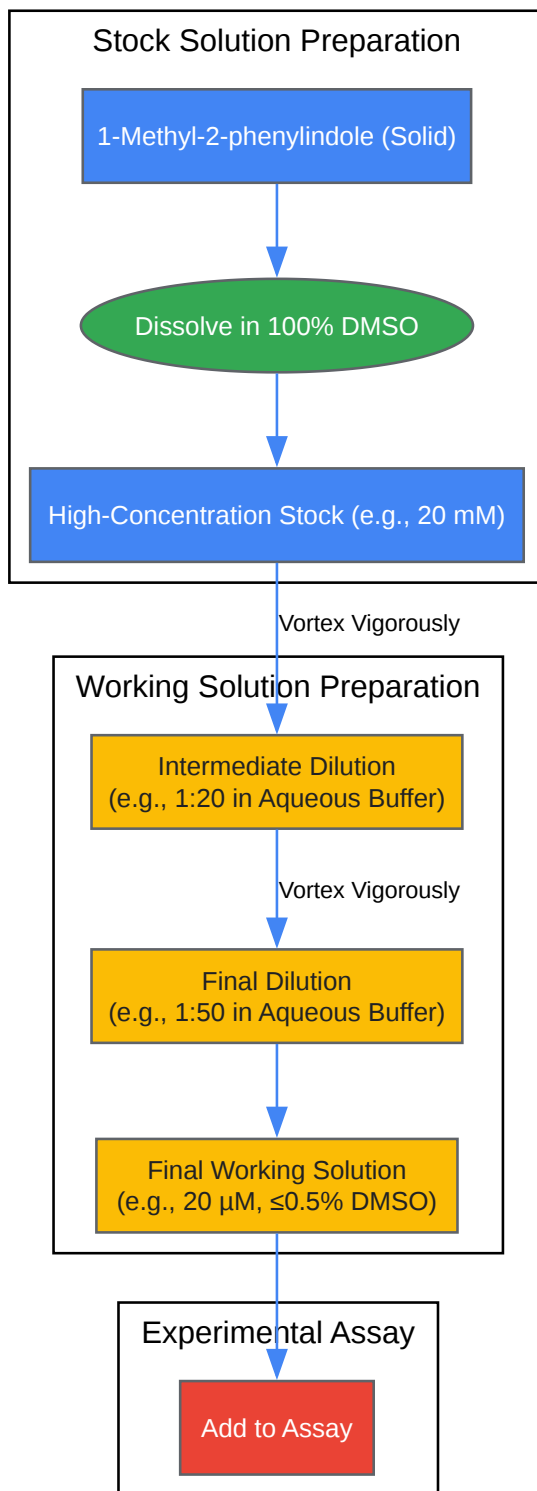 Stock Solution Preparation
1-Methyl-2-phenylindole (Solid)
Dissolve in 100% DMSO
High-Concentration Stock (e.g., 20 mM)
Vortex Vigorously
Working Solution Preparation
Intermediate Dilution
(e.g., 1:20 in Aqueous Buffer)
Vortex Vigorously
Final Dilution
(e.g., 1:50 in Aqueous Buffer)
Final Working Solution
(e.g., 20 µM, ≤0.5% DMSO)
Experimental Assay
Add to Assay